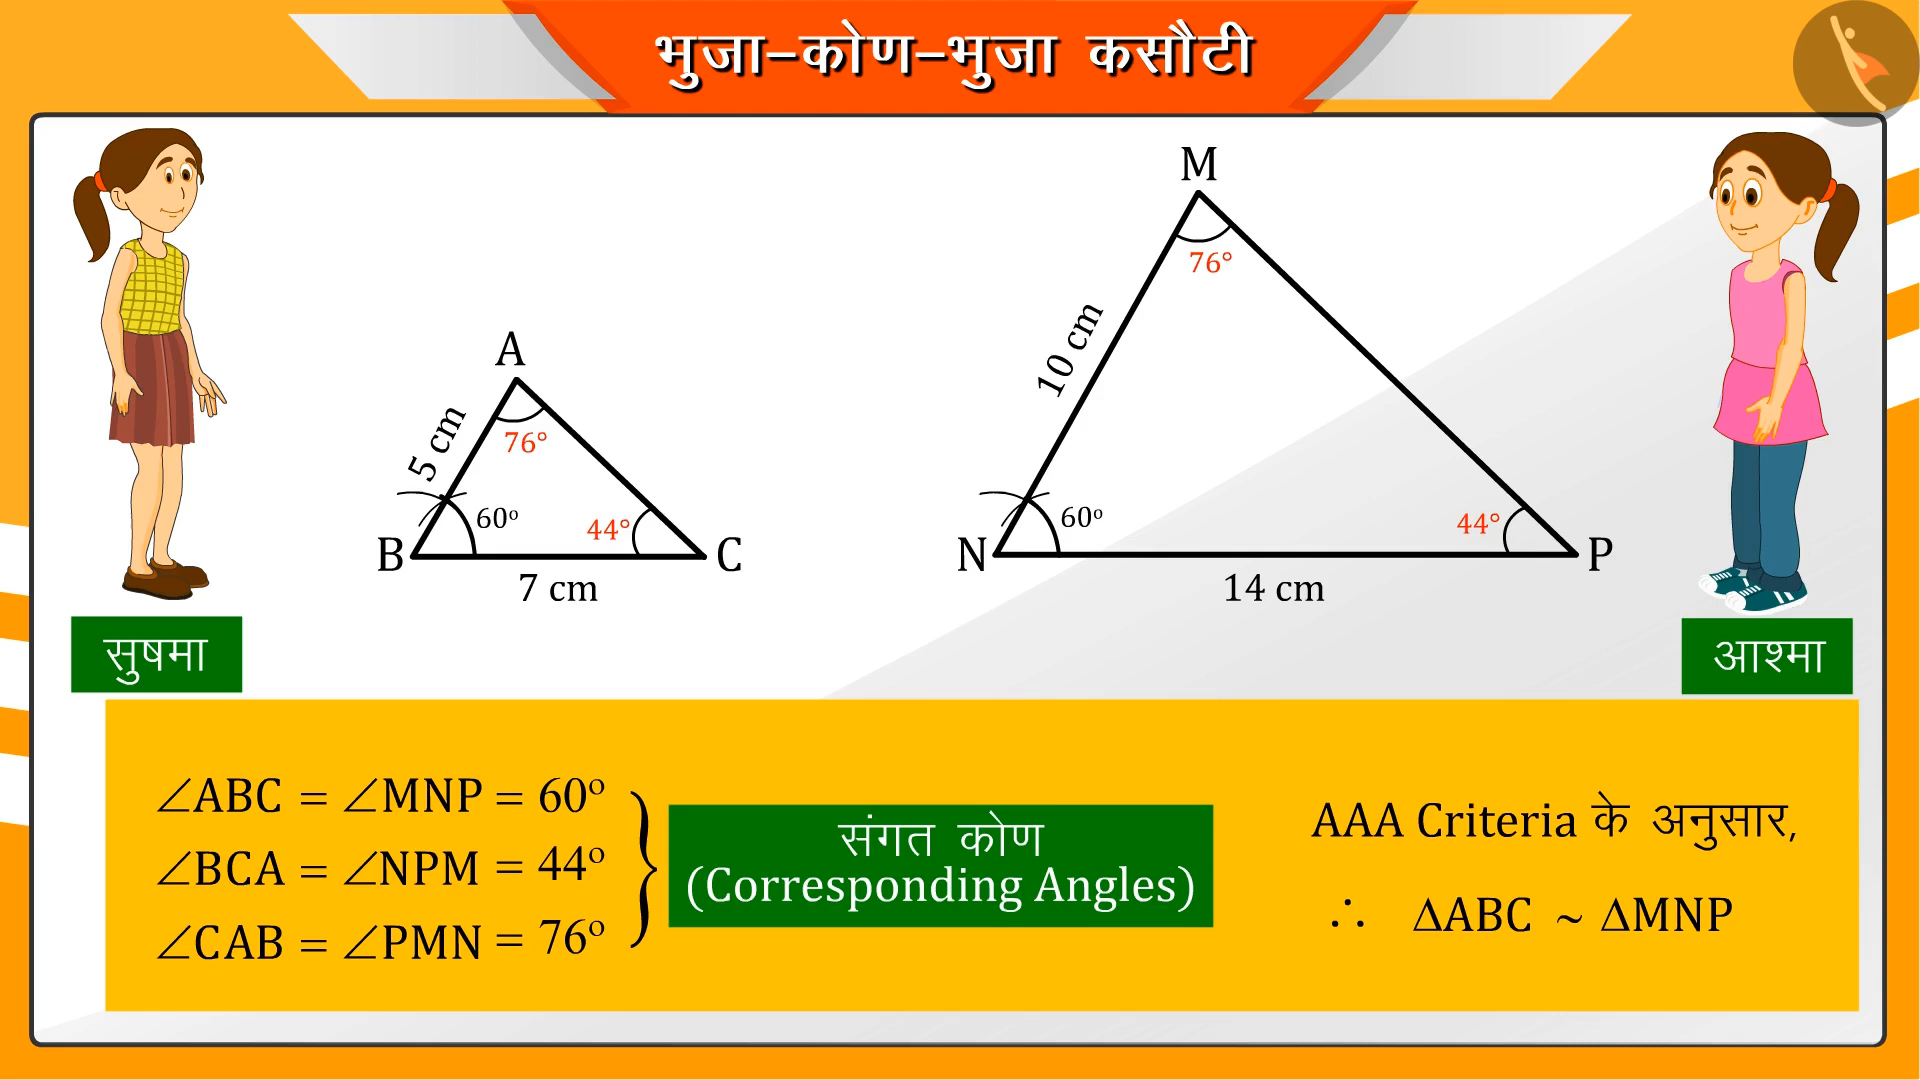 भुजा-कोण-भुजा कसौटी
A
5 cm
76°
60°
44°
B
C
7 cm
M
10 cm
76°
60°
44°
N
P
14 cm
सुषमा
आश्मा
∠ABC = ∠MNP = 60°
∠BCA = ∠NPM = 44°
∠CAB = ∠PMN = 76°
संगत कोण
(Corresponding Angles)
AAA Criteria के अनुसार,
∴ ΔABC ~ ΔMNP